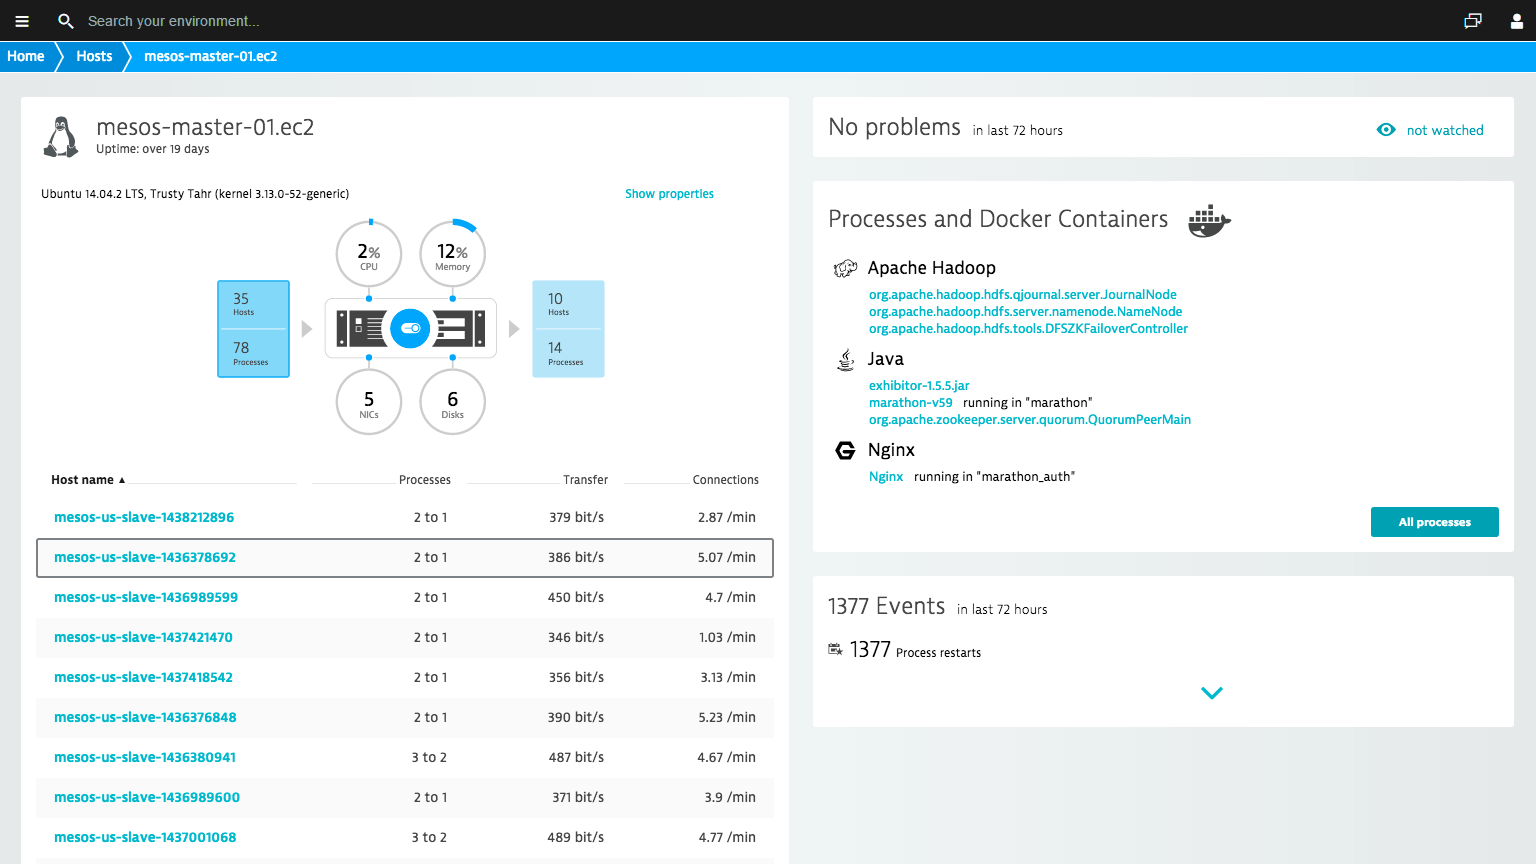 Search your environment...
Home
Hosts
mesos-master-01.ec2
mesos-master-01.ec2
Uptime: over 19 days
Ubuntu 14.04.2 LTS, Trusty Tahr (kernel 3.13.0-52-generic)
Show properties
2%
CPU
12%
Memory
35
Hosts
78
Processes
10
Hosts
14
Processes
5
NICs
6
Disks
Host name ▲ Processes Transfer Connections
mesos-us-slave-1438212896 2 to 1 379 bit/s 2.87 /min
mesos-us-slave-1436378692 2 to 1 386 bit/s 5.07 /min
mesos-us-slave-1436989599 2 to 1 450 bit/s 4.7 /min
mesos-us-slave-1437421470 2 to 1 346 bit/s 1.03 /min
mesos-us-slave-1437418542 2 to 1 356 bit/s 3.13 /min
mesos-us-slave-1436376848 2 to 1 390 bit/s 5.23 /min
mesos-us-slave-1436380941 3 to 2 487 bit/s 4.67 /min
mesos-us-slave-1436989600 2 to 1 371 bit/s 3.9 /min
mesos-us-slave-1437001068 3 to 2 489 bit/s 4.77 /min
No problems in last 72 hours
not watched
Processes and Docker Containers
Apache Hadoop
org.apache.hadoop.hdfs.qjournal.server.JournalNode
org.apache.hadoop.hdfs.server.namenode.NameNode
org.apache.hadoop.hdfs.tools.DFSZKFailoverController
Java
exhibitor-1.5.5.jar
marathon-v59 running in "marathon"
org.apache.zookeeper.server.quorum.QuorumPeerMain
Nginx
Nginx running in "marathon_auth"
All processes
1377 Events in last 72 hours
1377 Process restarts